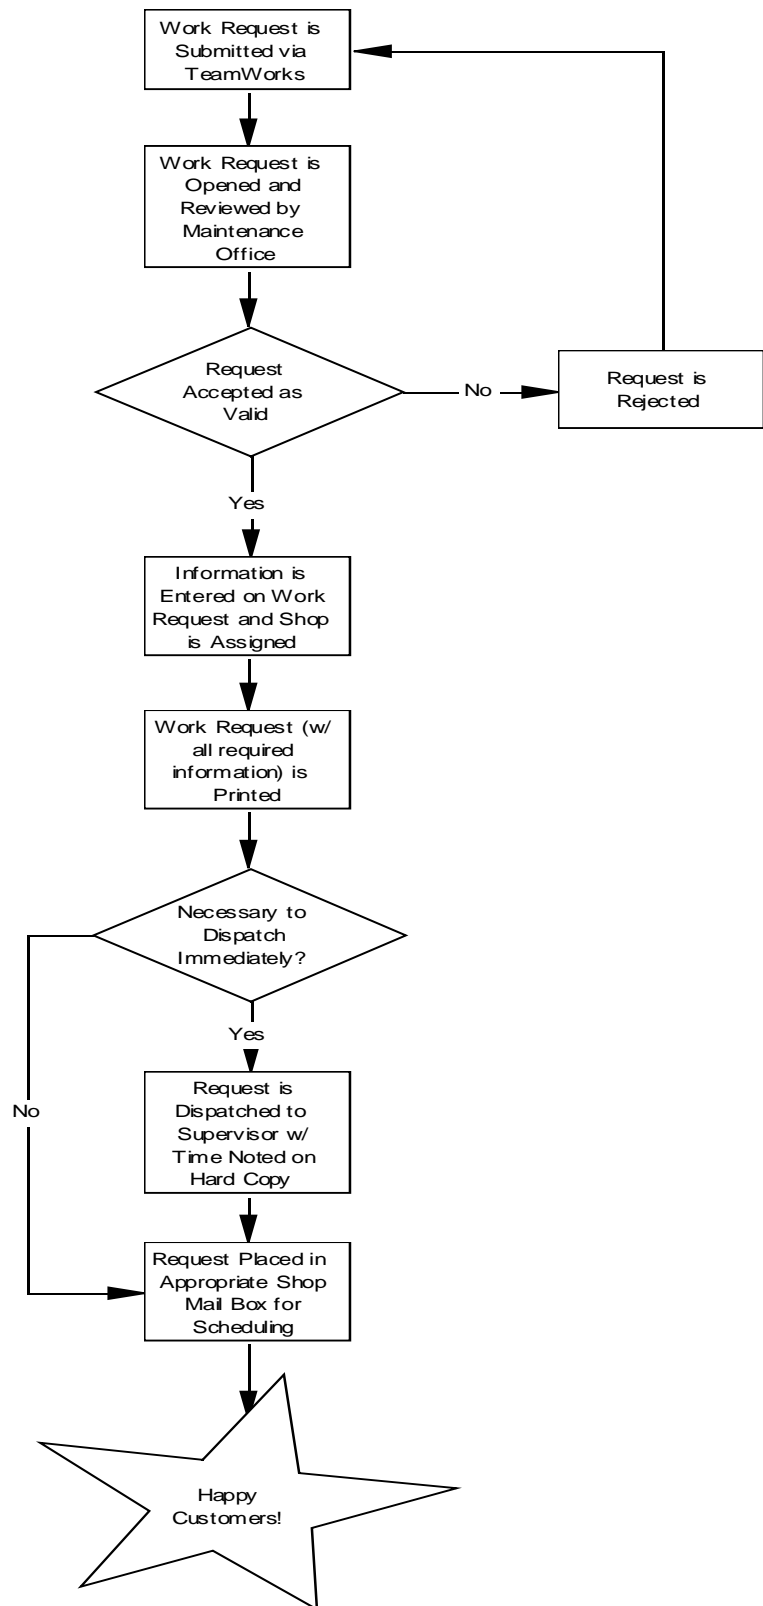 Work Request is
Submitted via
TeamWorks
Work Request is
Opened and
Reviewed by
Maintenance
Office
Request
Accepted as
Valid
No
Request is
Rejected
Yes
Information is
Entered on Work
Request and Shop
is Assigned
Work Request (w/
all required
information) is
Printed
Necessary to
Dispatch
Immediately?
Yes
Request is
Dispatched to
Supervisor w/
Time Noted on
Hard Copy
No
Request Placed in
Appropriate Shop
Mail Box for
Scheduling
Happy
Customers!